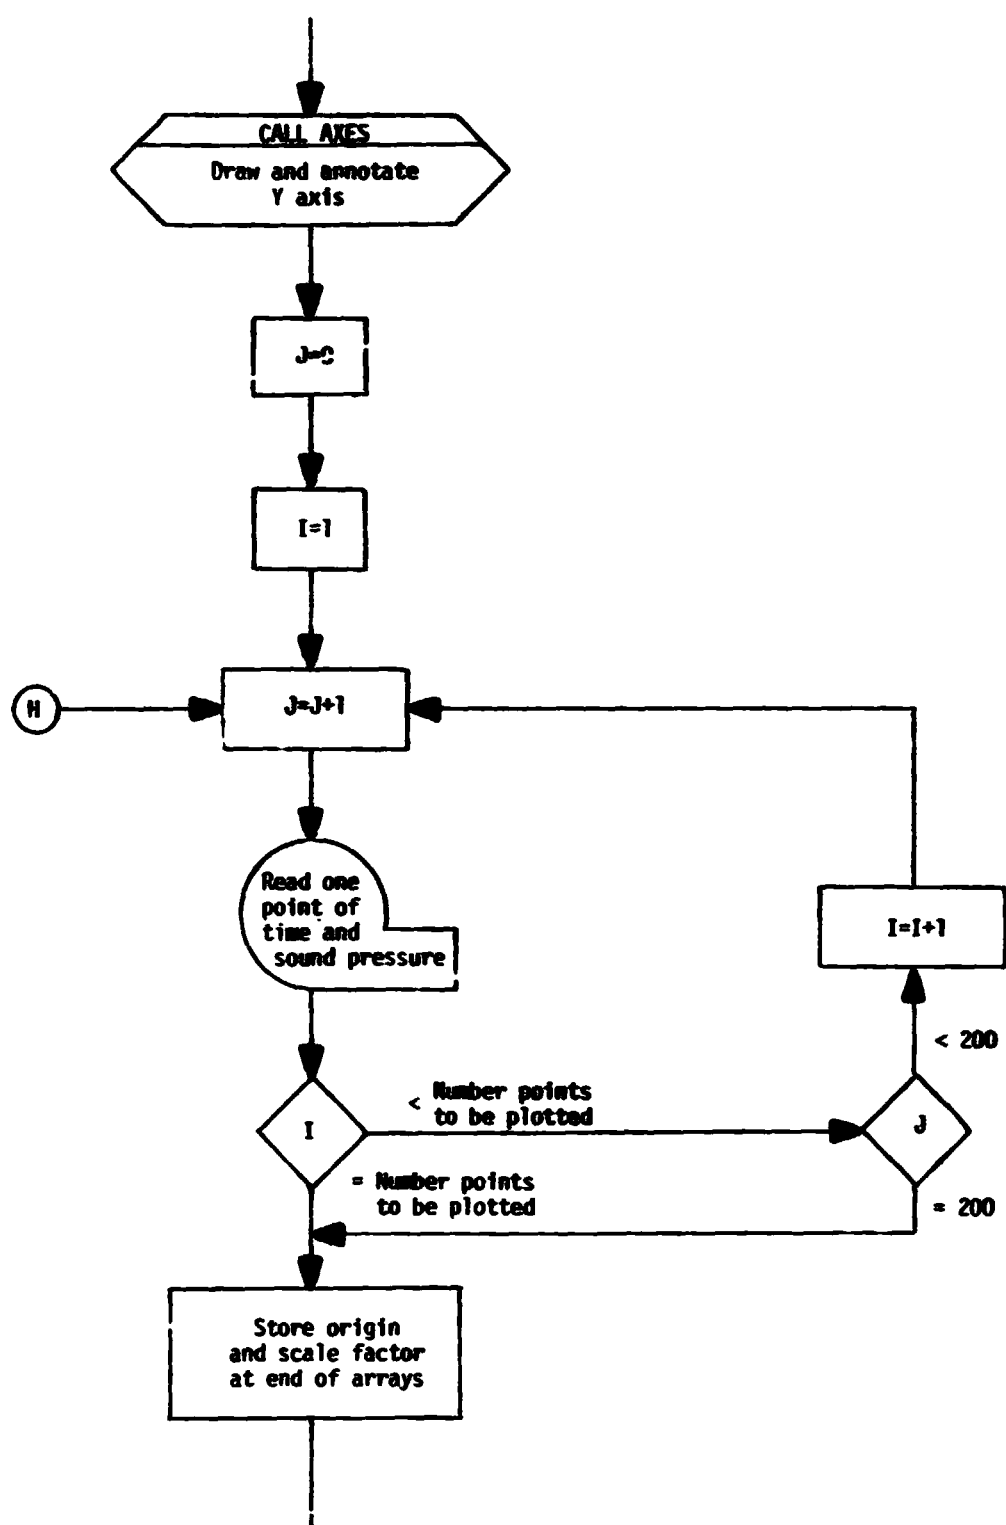 CALL AXES
Draw and annotate
Y axis
J=0
I=1
H
J=J+1
Read one
point of
time and
sound pressure
I=I+1
< 200
< Number points
to be plotted
I
J
= Number points
to be plotted
= 200
Store origin
and scale factor
at end of arrays